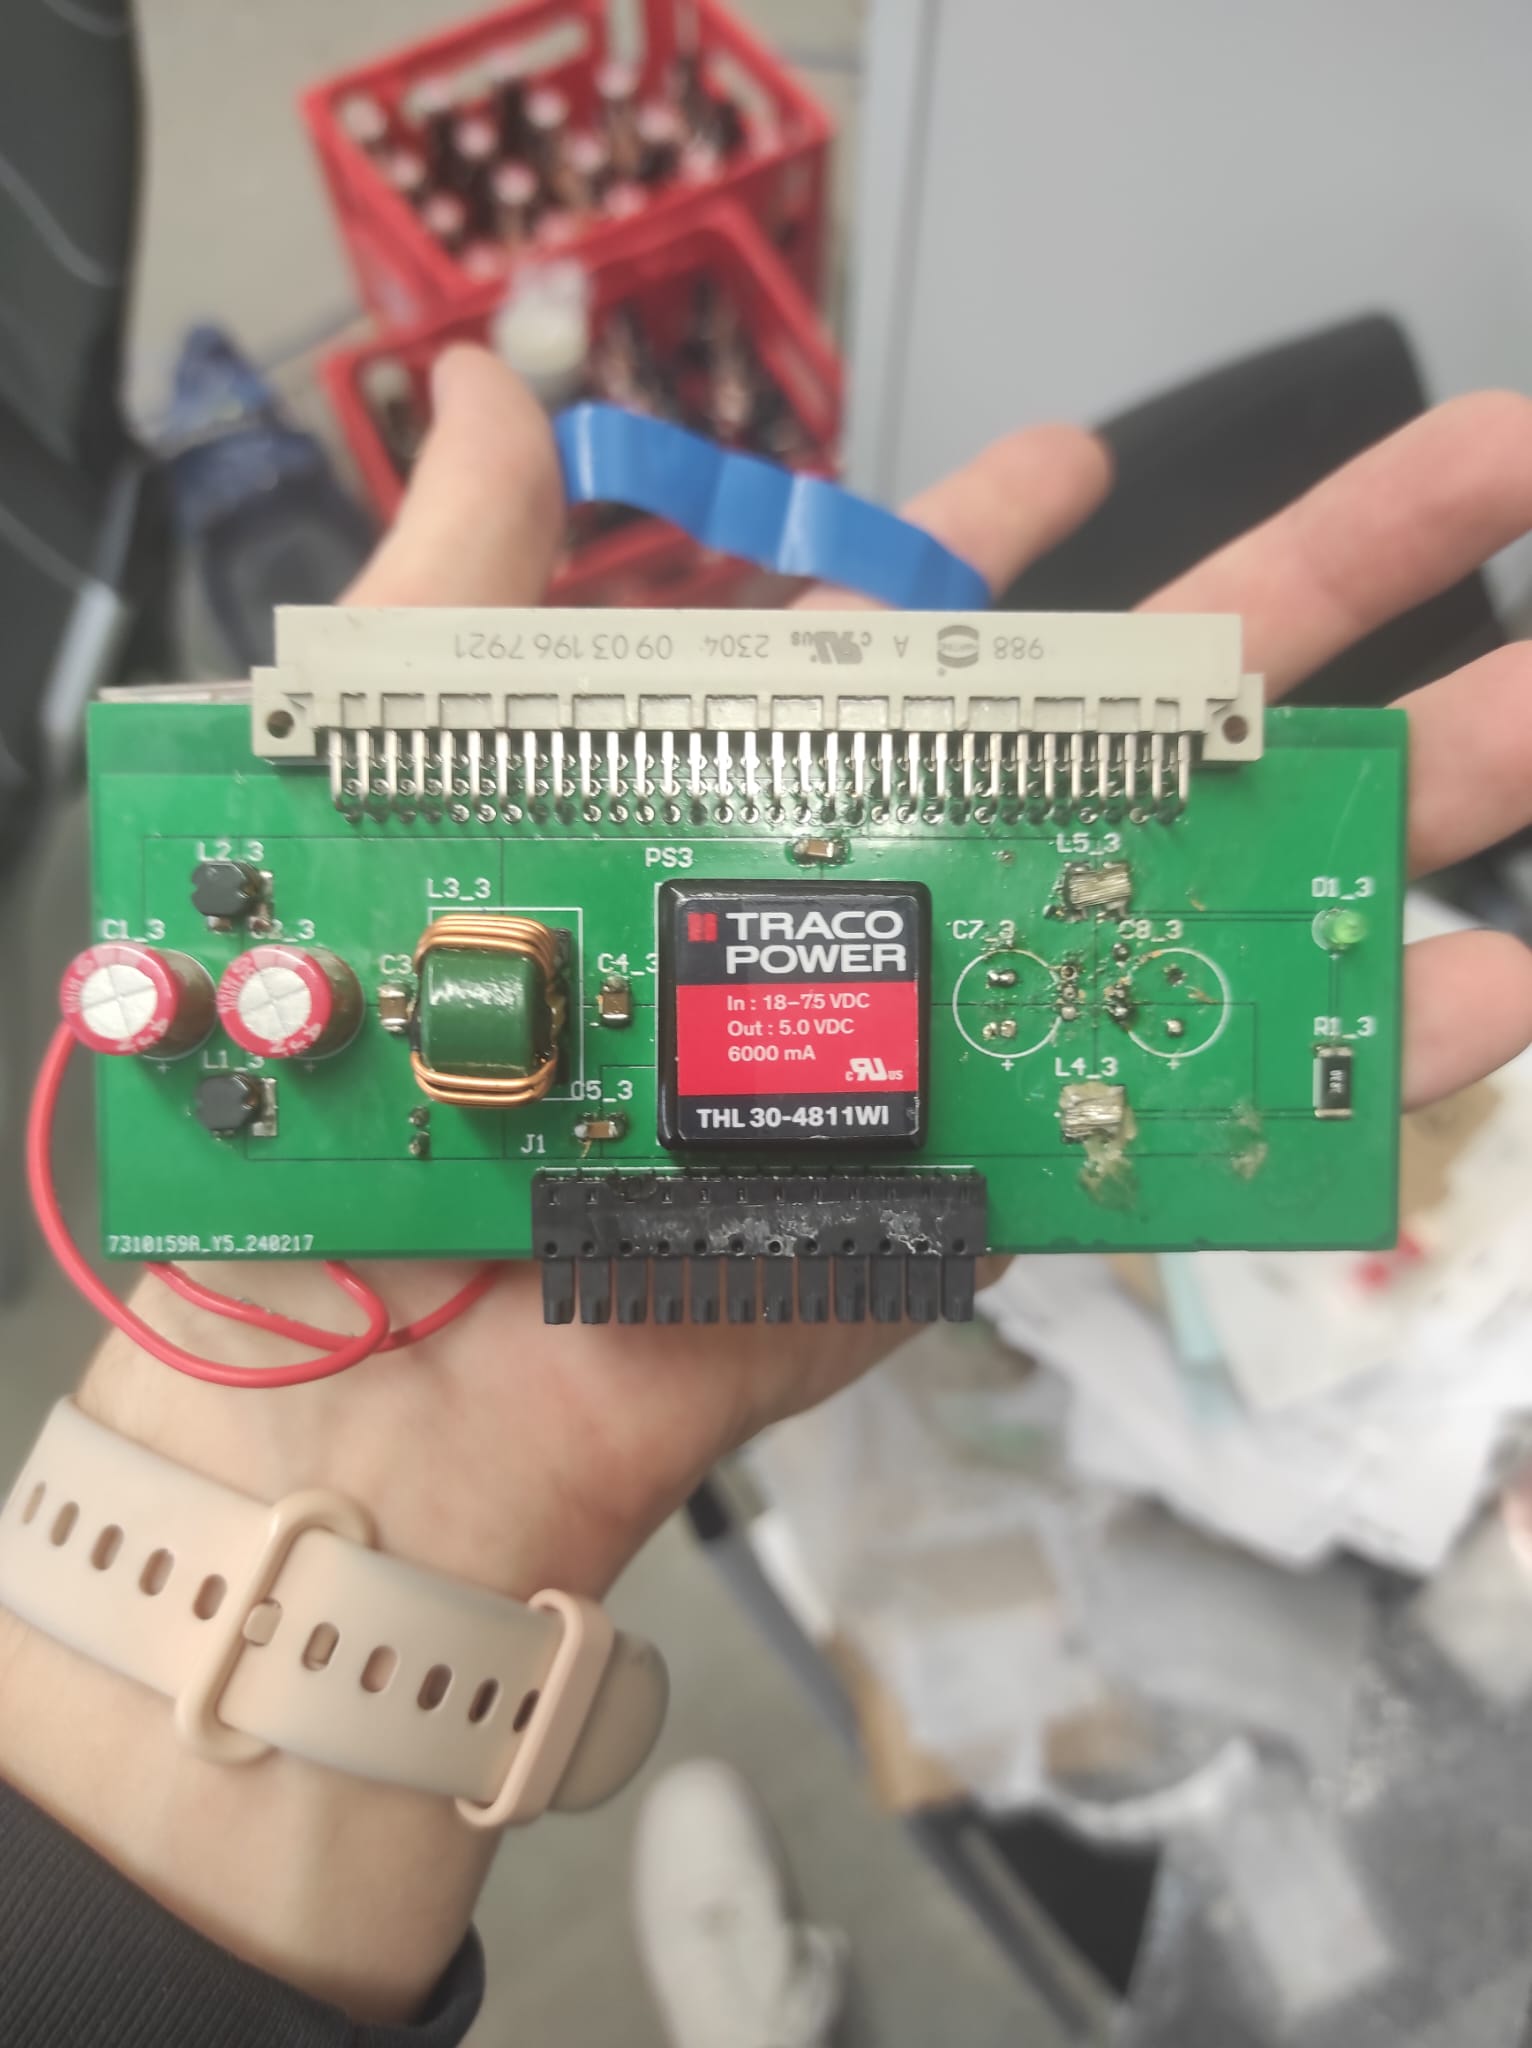 09 03 196 7921 2304 c UL us A 988
L2_3
PS3
L5_3
L3_3
D1_3
C1_3
2_3
C3
C4_3
C7_3
C8_3
TRACO
POWER
In : 18–75 VDC
Out : 5.0 VDC
6000 mA
c RU us
THL 30-4811WI
R1_3
L1_3
L4_3
C5_3
J1
+
+
+
+
7310159A_Y5_240217